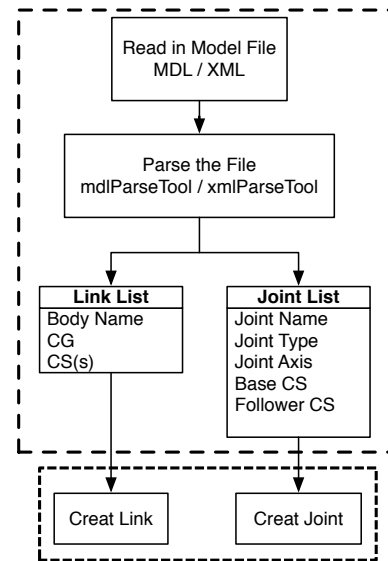 Read in Model File
MDL / XML
Parse the File
mdlParseTool / xmlParseTool
Link List
Body Name
CG
CS(s)
Joint List
Joint Name
Joint Type
Joint Axis
Base CS
Follower CS
Creat Link
Creat Joint